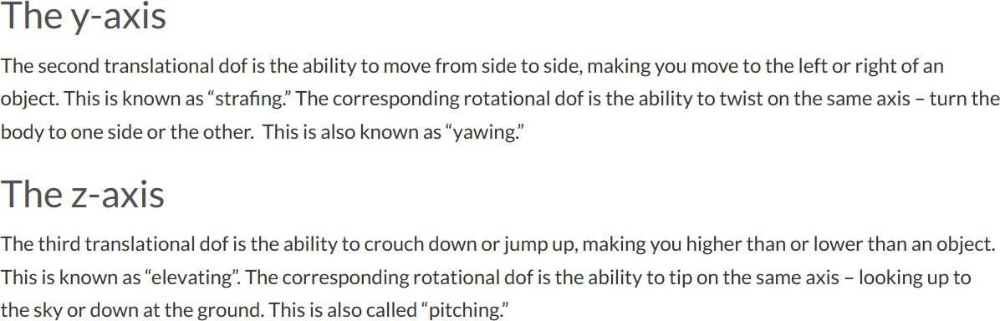 The y-axis
The second translational dof is the ability to move from side to side, making you move to the left or right of an
object. This is known as “strafing.” The corresponding rotational dof is the ability to twist on the same axis – turn the
body to one side or the other.  This is also known as “yawing.”
The z-axis
The third translational dof is the ability to crouch down or jump up, making you higher than or lower than an object.
This is known as “elevating”. The corresponding rotational dof is the ability to tip on the same axis – looking up to
the sky or down at the ground. This is also called “pitching.”